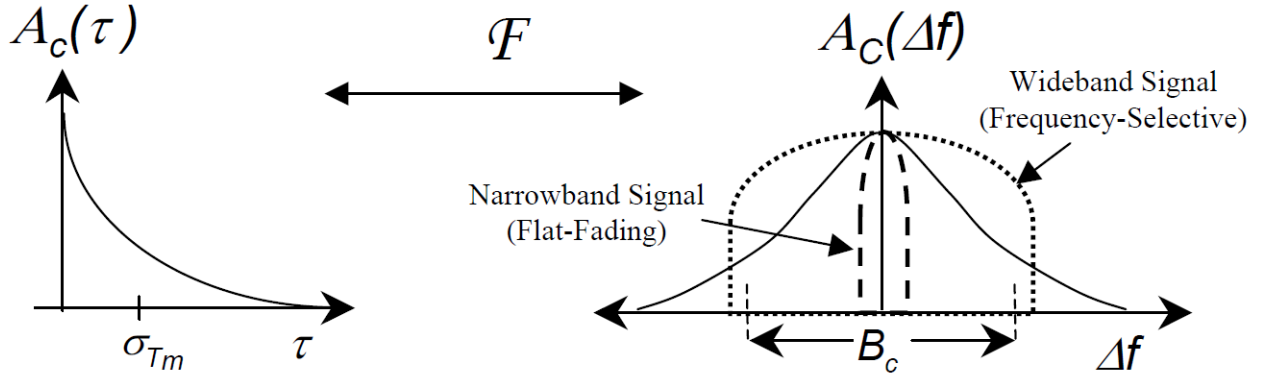 A_c(τ)
ℱ
A_C(Δf)
Wideband Signal
(Frequency-Selective)
Narrowband Signal
(Flat-Fading)
σ_Tm
τ
B_c
Δf